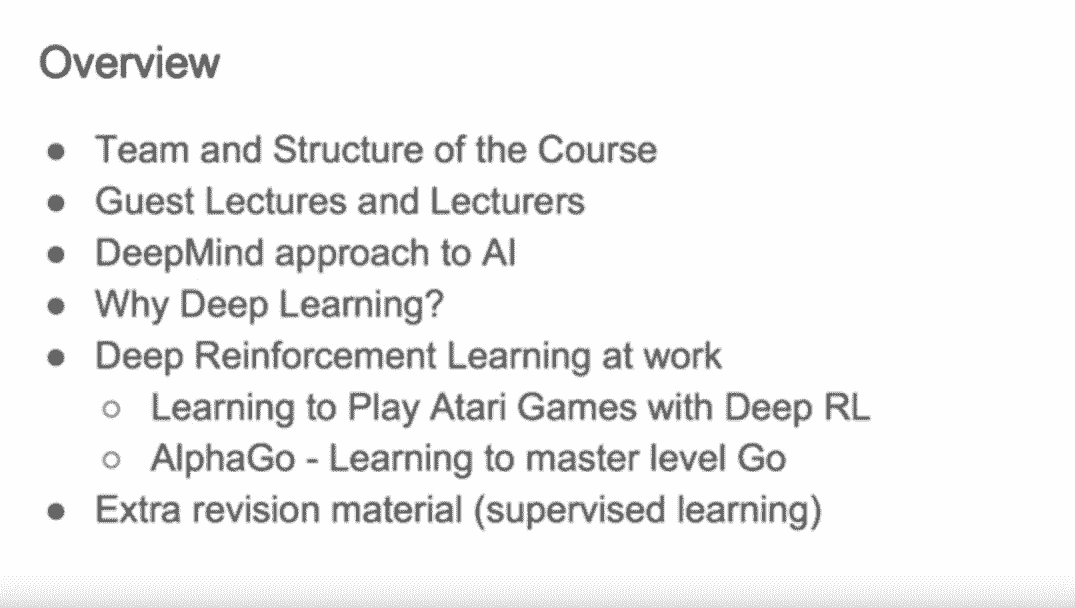 Overview
● Team and Structure of the Course
● Guest Lectures and Lecturers
● DeepMind approach to AI
● Why Deep Learning?
● Deep Reinforcement Learning at work
○ Learning to Play Atari Games with Deep RL
○ AlphaGo - Learning to master level Go
● Extra revision material (supervised learning)